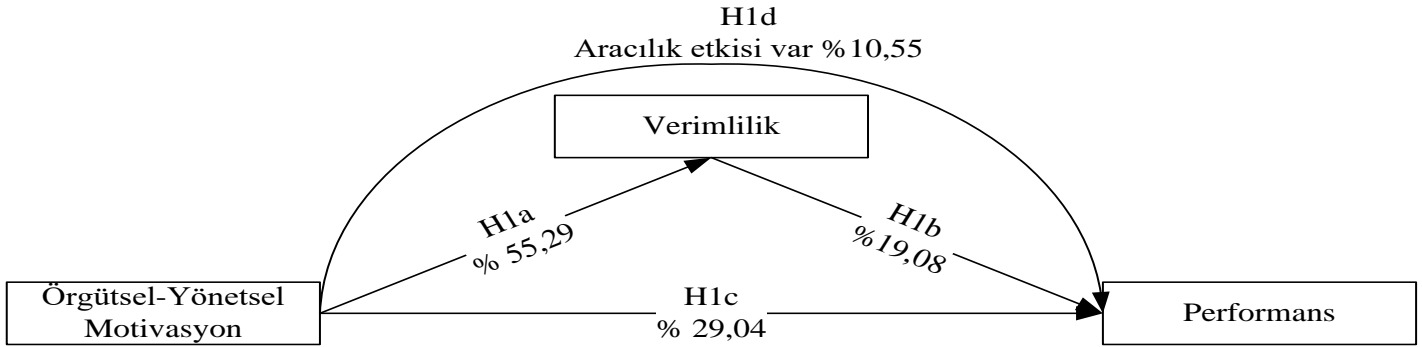 H1d
Aracılık etkisi var %10,55
Verimlilik
H1a
% 55,29
H1b
%19,08
Örgütsel-Yönetsel
Motivasyon
H1c
% 29,04
Performans